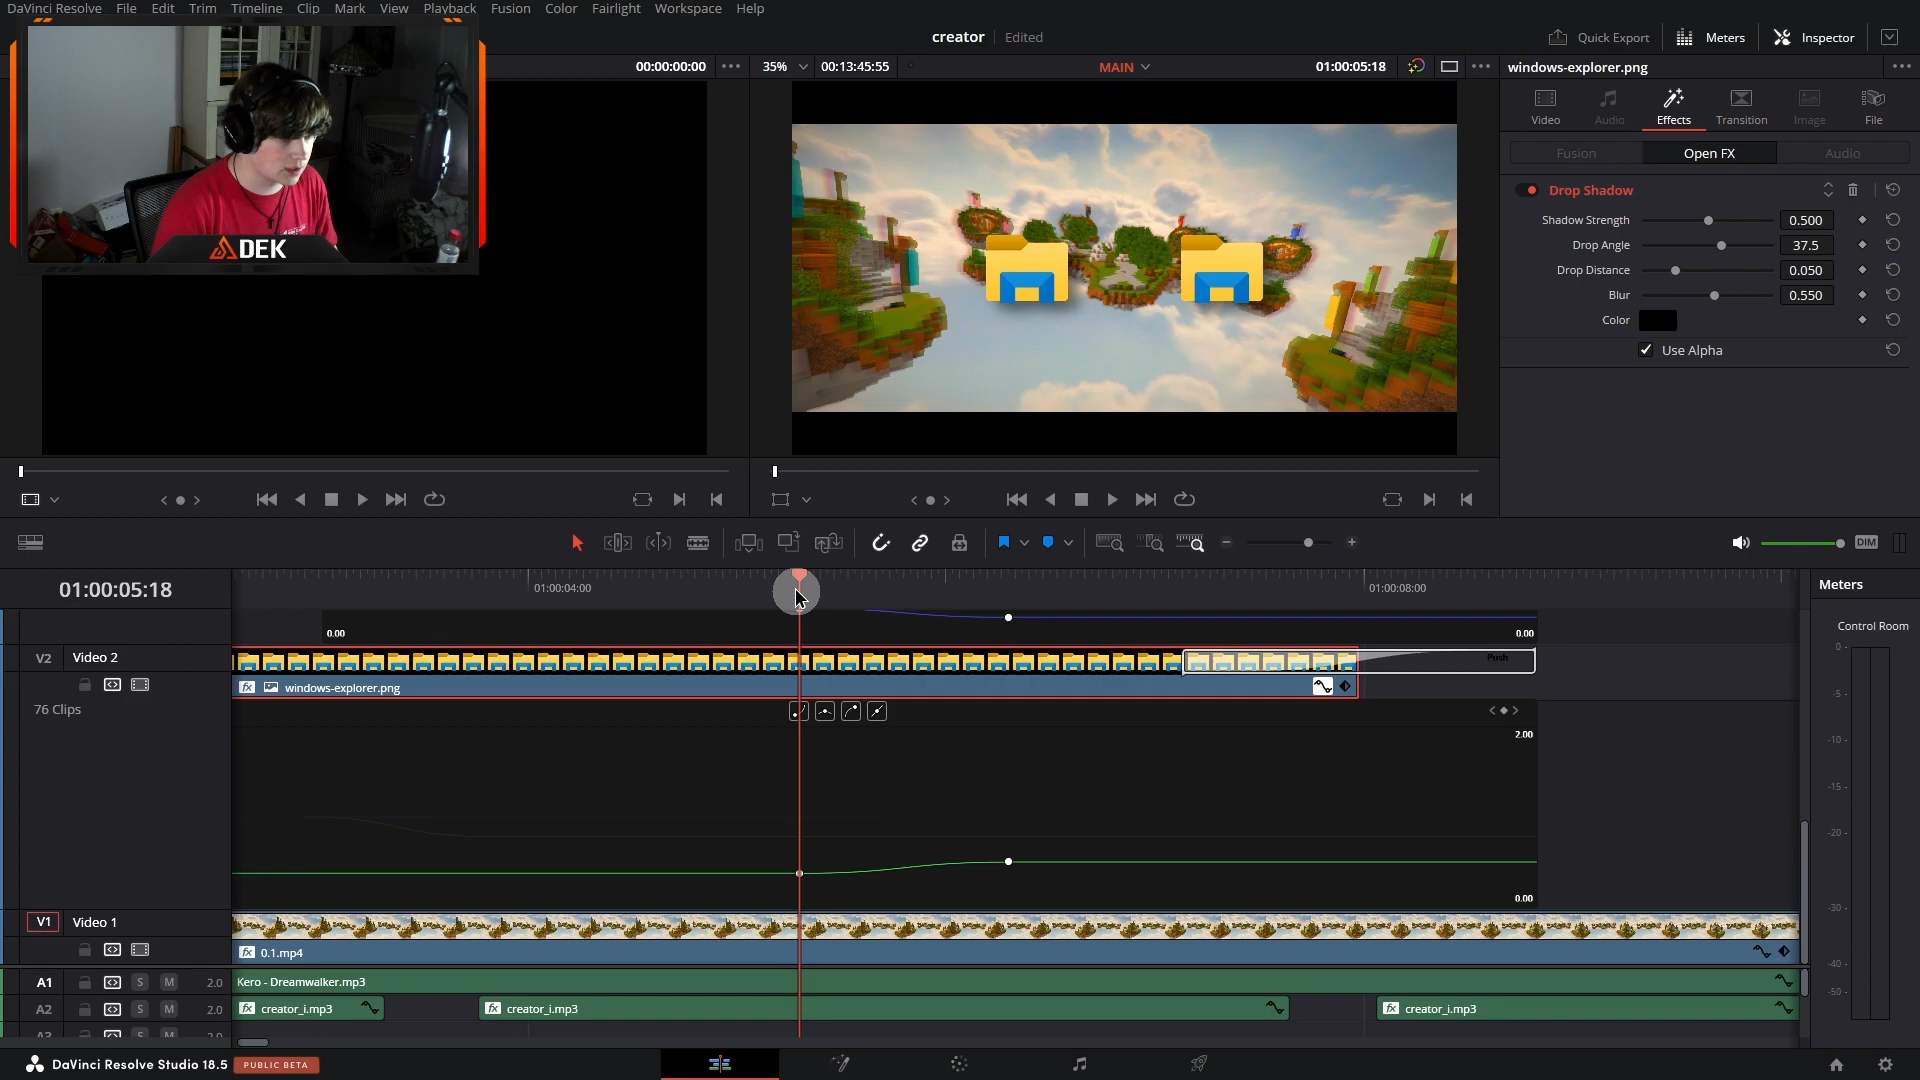 DaVinci Resolve File Edit Trim Timeline Clip Mark View Playback Fusion Color Fairlight Workspace Help
creator Edited
Quick Export Meters Inspector
00:00:00:00 35% 00:13:45:55 MAIN 01:00:05:18
windows-explorer.png
Video Audio Effects Transition Image File
Fusion Open FX Audio
Drop Shadow
Shadow Strength 0.500
Drop Angle 37.5
Drop Distance 0.050
Blur 0.550
Color
Use Alpha
DEK
DIM
01:00:05:18
01:00:04:00 01:00:08:00
Meters
Control Room
0.00 0.00
V2 Video 2
Push
windows-explorer.png
76 Clips
2.00
0.00
V1 Video 1
0.1.mp4
A1 S M 2.0 Kero - Dreamwalker.mp3
A2 S M 2.0 creator_i.mp3 creator_i.mp3 creator_i.mp3
0
-5
-10
-15
-20
-30
-40
-50
DaVinci Resolve Studio 18.5 PUBLIC BETA